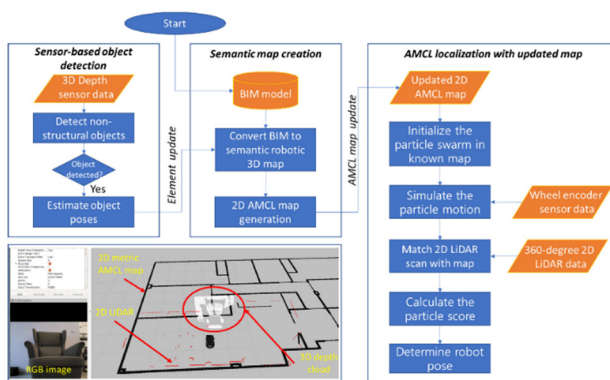 Start
Sensor-based object
detection
3D Depth
sensor data
Detect non-
structural objects
Object
detected?
Yes
Estimate object
poses
Element update
Semantic map creation
BIM model
Convert BIM to
semantic robotic
3D map
2D AMCL map
generation
AMCL map update
AMCL localization with updated map
Updated 2D
AMCL map
Initialize the
particle swarm in
known map
Simulate the
particle motion
Wheel encoder
sensor data
Match 2D LiDAR
scan with map
360-degree 2D
LiDAR data
Calculate the
particle score
Determine robot
pose
2D metric
AMCL map
2D LiDAR
3D depth
cloud
RGB image